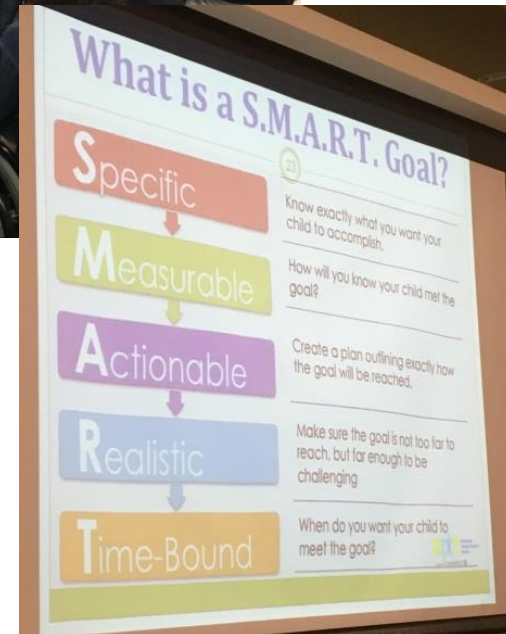 What is a S.M.A.R.T. Goal?
23
Specific
Know exactly what you want your
child to accomplish.
Measurable
How will you know your child met the
goal?
Actionable
Create a plan outlining exactly how
the goal will be reached.
Realistic
Make sure the goal is not too far to
reach, but far enough to be
challenging
Time-Bound
When do you want your child to
meet the goal?